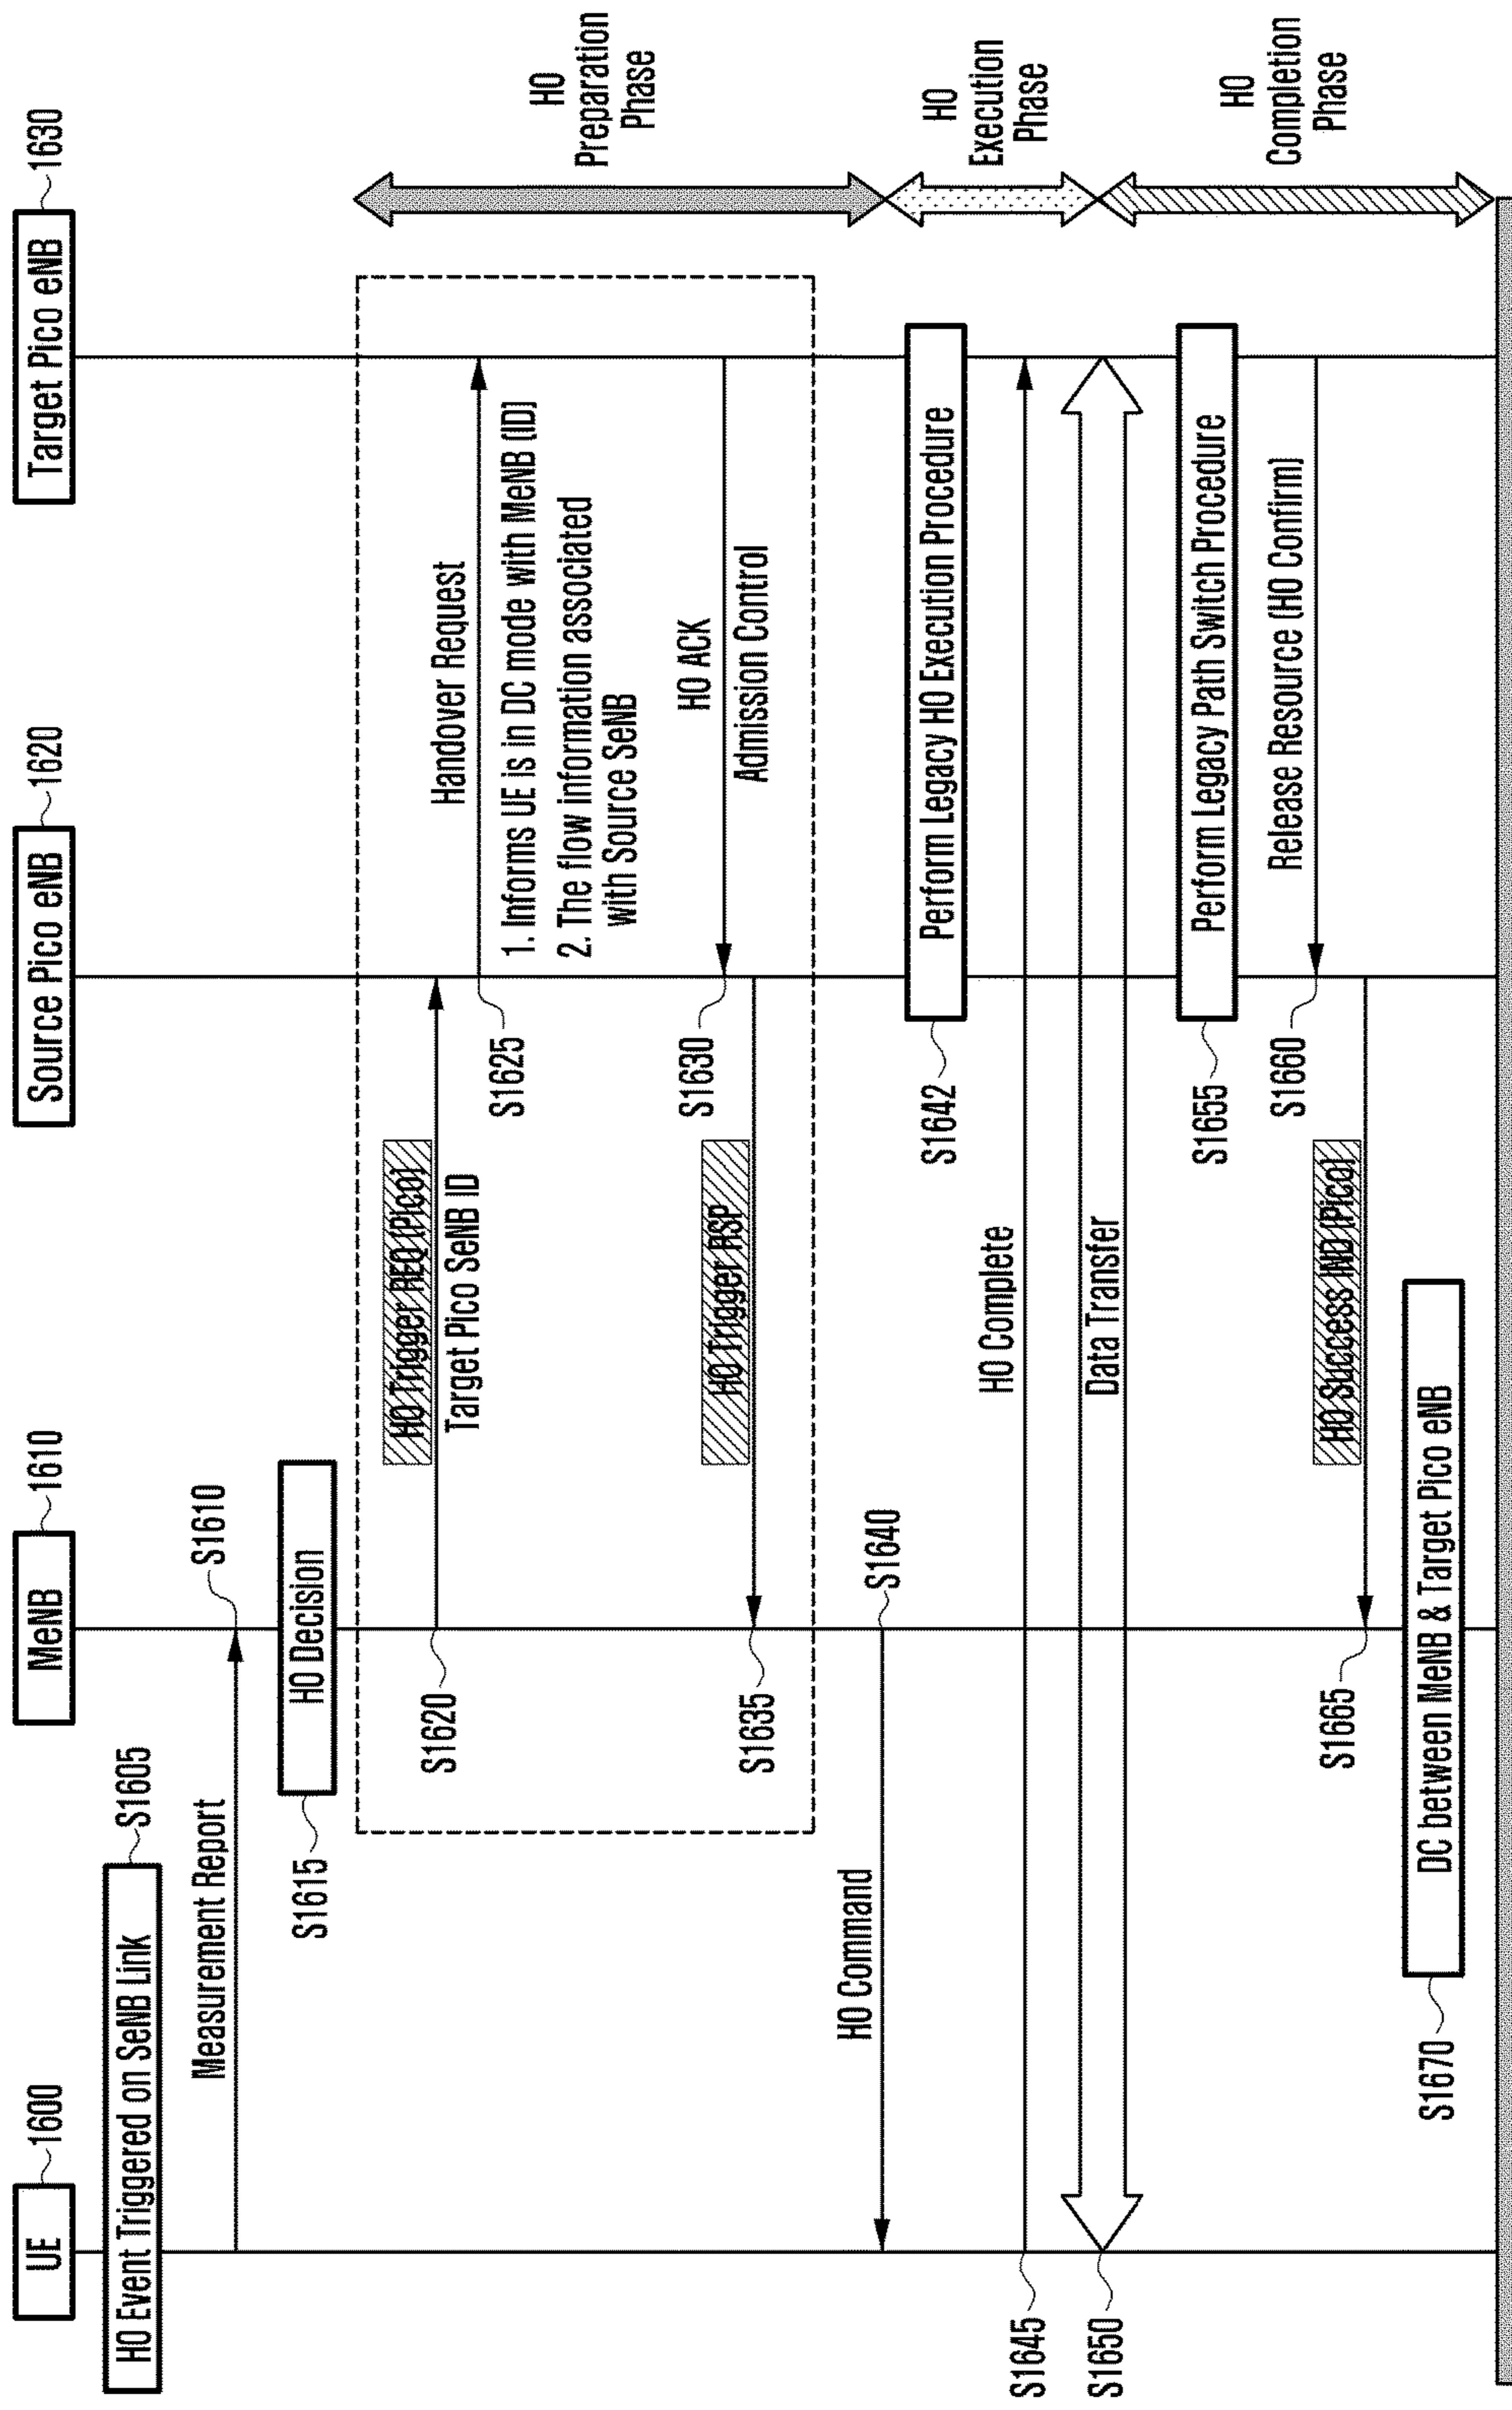 UE
1600
MeNB
1610
Source Pico eNB
1620
Target Pico eNB
1630
HO Event Triggered on SeNB Link
S1605
Measurement Report
S1610
HO Decision
S1615
HO Trigger REQ (Pico)
Target Pico SeNB ID
S1620
Handover Request
S1625
1. Informs UE is in DC mode with MeNB (ID)
2. The flow information associated
with Source SeNB
HO ACK
Admission Control
S1630
HO Trigger RSP
S1635
HO Preparation Phase
HO
Preparation
Phase
HO Command
S1640
Perform Legacy HO Execution Procedure
S1642
HO Complete
S1645
Data Transfer
S1650
HO
Execution
Phase
Perform Legacy Path Switch Procedure
S1655
Release Resource (HO Confirm)
S1660
HO Success IND (Pico)
S1665
DC between MeNB & Target Pico eNB
S1670
HO
Completion
Phase